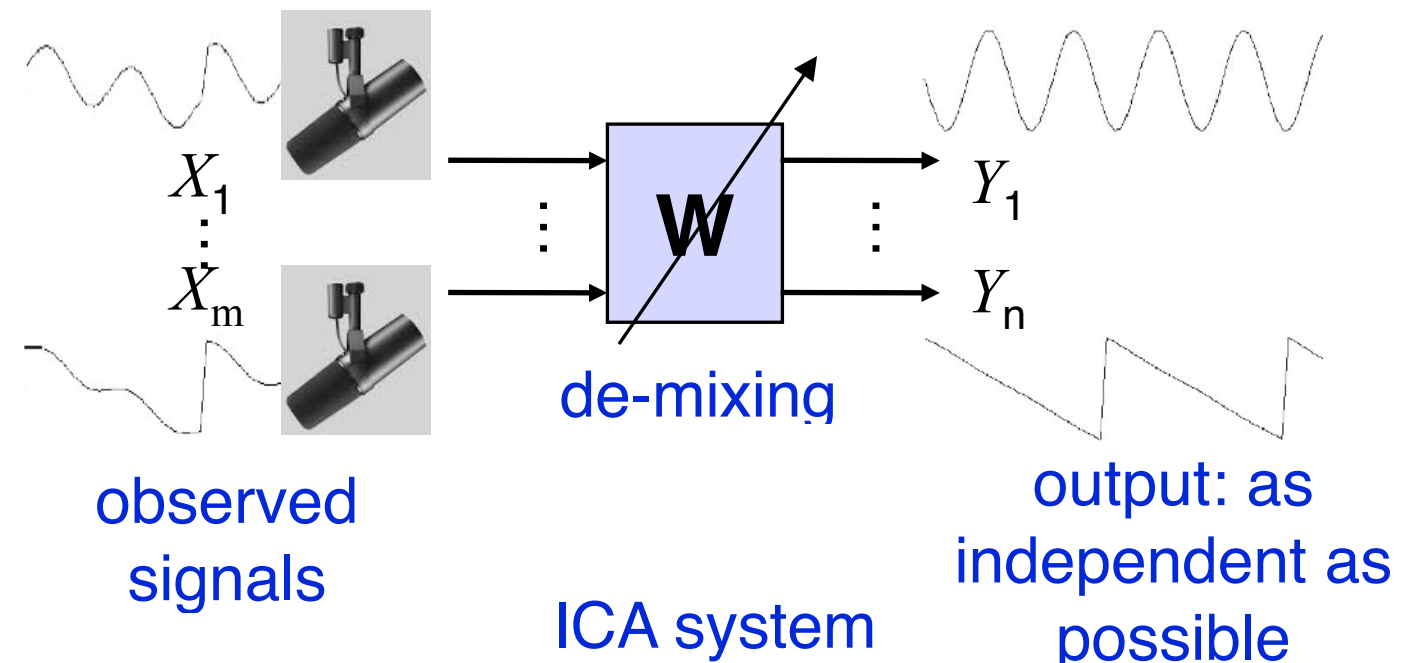 X₁
⋮
Xₘ
⋮
W
⋮
Y₁
Yₙ
de-mixing
observed
signals
ICA system
output: as
independent as
possible